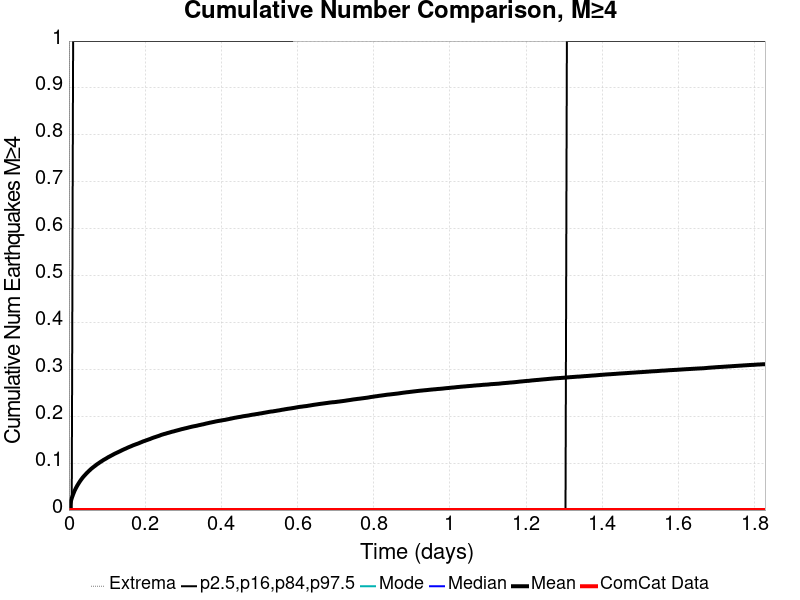 Cumulative Number Comparison, M≥4
Cumulative Num Earthquakes M≥4
1
0.9
0.8
0.7
0.6
0.5
0.4
0.3
0.2
0.1
0
0 0.2 0.4 0.6 0.8 1 1.2 1.4 1.6 1.8
Time (days)
Extrema p2.5,p16,p84,p97.5 Mode Median Mean ComCat Data